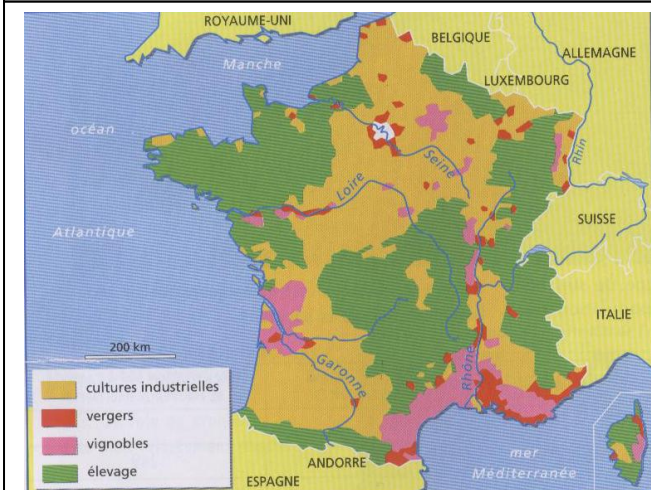 ROYAUME-UNI
BELGIQUE
ALLEMAGNE
Manche
LUXEMBOURG
océan
Seine
Rhin
Loire
Atlantique
SUISSE
ITALIE
200 km
Garonne
Rhône
cultures industrielles
vergers
vignobles
élevage
mer
Méditerranée
ANDORRE
ESPAGNE